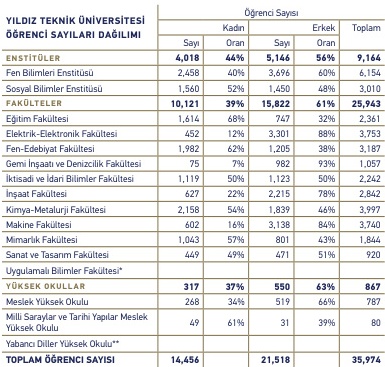 YILDIZ TEKNİK ÜNİVERSİTESİ ÖĞRENCİ SAYILARI DAĞILIMI
Öğrenci Sayısı
Kadın Erkek Toplam
Sayı Oran Sayı Oran
ENSTİTÜLER 4,018 44% 5,146 56% 9,164
Fen Bilimleri Enstitüsü 2,458 40% 3,696 60% 6,154
Sosyal Bilimler Enstitüsü 1,560 52% 1,450 48% 3,010
FAKÜLTELER 10,121 39% 15,822 61% 25,943
Eğitim Fakültesi 1,614 68% 747 32% 2,361
Elektrik-Elektronik Fakültesi 452 12% 3,301 88% 3,753
Fen-Edebiyat Fakültesi 1,982 62% 1,205 38% 3,187
Gemi İnşaatı ve Denizcilik Fakültesi 75 7% 982 93% 1,057
İktisadi ve İdari Bilimler Fakültesi 1,119 50% 1,123 50% 2,242
İnşaat Fakültesi 627 22% 2,215 78% 2,842
Kimya-Metalurji Fakültesi 2,158 54% 1,839 46% 3,997
Makine Fakültesi 602 16% 3,138 84% 3,740
Mimarlık Fakültesi 1,043 57% 801 43% 1,844
Sanat ve Tasarım Fakültesi 449 49% 471 51% 920
Uygulamalı Bilimler Fakültesi*
YÜKSEK OKULLAR 317 37% 550 63% 867
Meslek Yüksek Okulu 268 34% 519 66% 787
Milli Saraylar ve Tarihi Yapılar Meslek Yüksek Okulu 49 61% 31 39% 80
Yabancı Diller Yüksek Okulu**
TOPLAM ÖĞRENCİ SAYISI 14,456 21,518 35,974